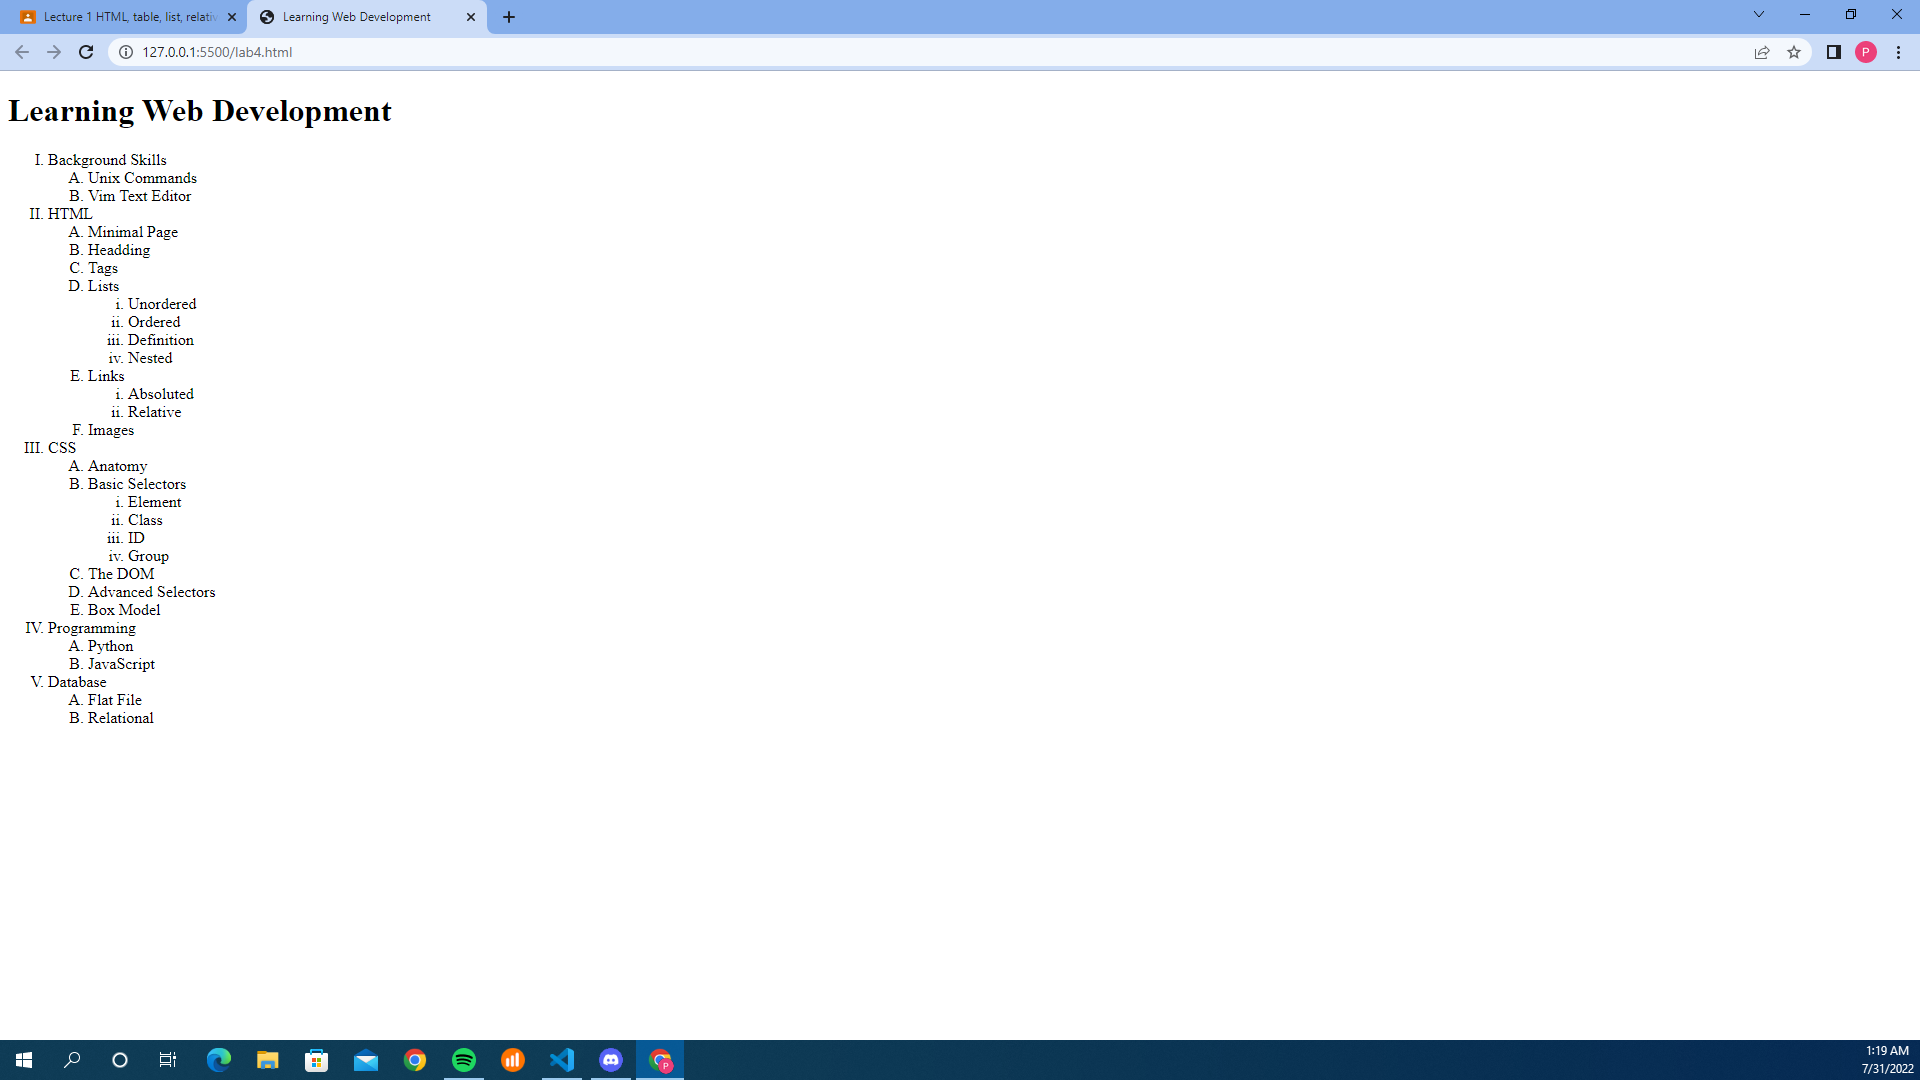 Lecture 1 HTML, table, list, relativ
Learning Web Development
127.0.0.1:5500/lab4.html
P
Learning Web Development
I. Background Skills
A. Unix Commands
B. Vim Text Editor
II. HTML
A. Minimal Page
B. Headding
C. Tags
D. Lists
i. Unordered
ii. Ordered
iii. Definition
iv. Nested
E. Links
i. Absoluted
ii. Relative
F. Images
III. CSS
A. Anatomy
B. Basic Selectors
i. Element
ii. Class
iii. ID
iv. Group
C. The DOM
D. Advanced Selectors
E. Box Model
IV. Programming
A. Python
B. JavaScript
V. Database
A. Flat File
B. Relational
P
1:19 AM
7/31/2022